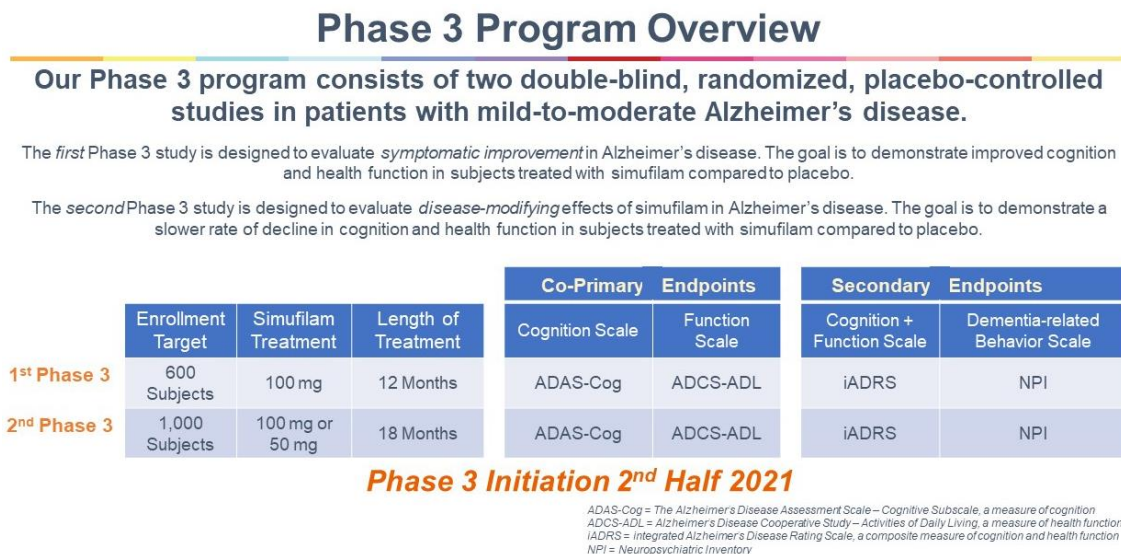 Phase 3 Program Overview
Our Phase 3 program consists of two double-blind, randomized, placebo-controlled
studies in patients with mild-to-moderate Alzheimer's disease.
The first Phase 3 study is designed to evaluate symptomatic improvement in Alzheimer's disease. The goal is to demonstrate improved cognition
and health function in subjects treated with simufilam compared to placebo.
The second Phase 3 study is designed to evaluate disease-modifying effects of simufilam in Alzheimer's disease. The goal is to demonstrate a
slower rate of decline in cognition and health function in subjects treated with simufilam compared to placebo.
Co-Primary Endpoints Secondary Endpoints
Enrollment Target Simufilam Treatment Length of Treatment Cognition Scale Function Scale Cognition + Function Scale Dementia-related Behavior Scale
1st Phase 3 600 Subjects 100 mg 12 Months ADAS-Cog ADCS-ADL iADRS NPI
2nd Phase 3 1,000 Subjects 100 mg or 50 mg 18 Months ADAS-Cog ADCS-ADL iADRS NPI
Phase 3 Initiation 2nd Half 2021
ADAS-Cog = The Alzheimer's Disease Assessment Scale – Cognitive Subscale, a measure of cognition
ADCS-ADL = Alzheimer's Disease Cooperative Study – Activities of Daily Living, a measure of health function
iADRS = integrated Alzheimer's Disease Rating Scale, a composite measure of cognition and health function
NPI = Neuropsychiatric Inventory